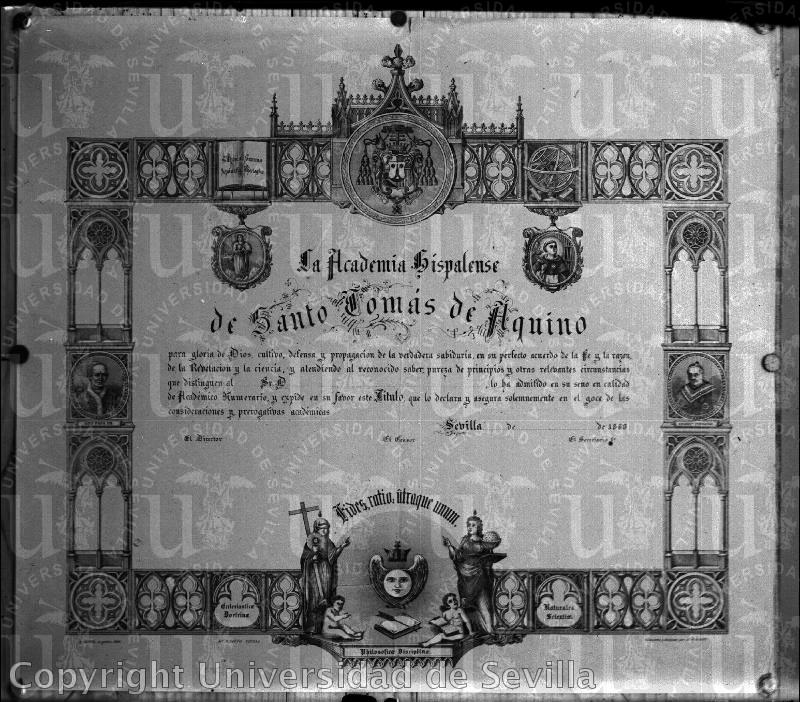 La Academia Hispalense
de Santo Tomás de Aquino
para gloria de Dios, cultivo, defensa y propagacion de la verdadera sabiduría, en su perfecto acuerdo de la fe y la razon,
de la Revelacion y la ciencia, y atendiendo al reconocido saber, pureza de principios y otras relevantes circunstancias
que distinguen al Sr. D , lo ha admitido en su seno en calidad
de Académico Numerario, y expide en su favor este Título, que lo declara y asegura solemnemente en el goce de las
consideraciones y prerogativas académicas
Sevilla de de 188
El Director El Censor El Secretario
Fides, ratio; utraque unum.
Ecclesiastica Doctrina
Naturales Scientiæ
Philosophica Disciplina
Copyright Universidad de Sevilla